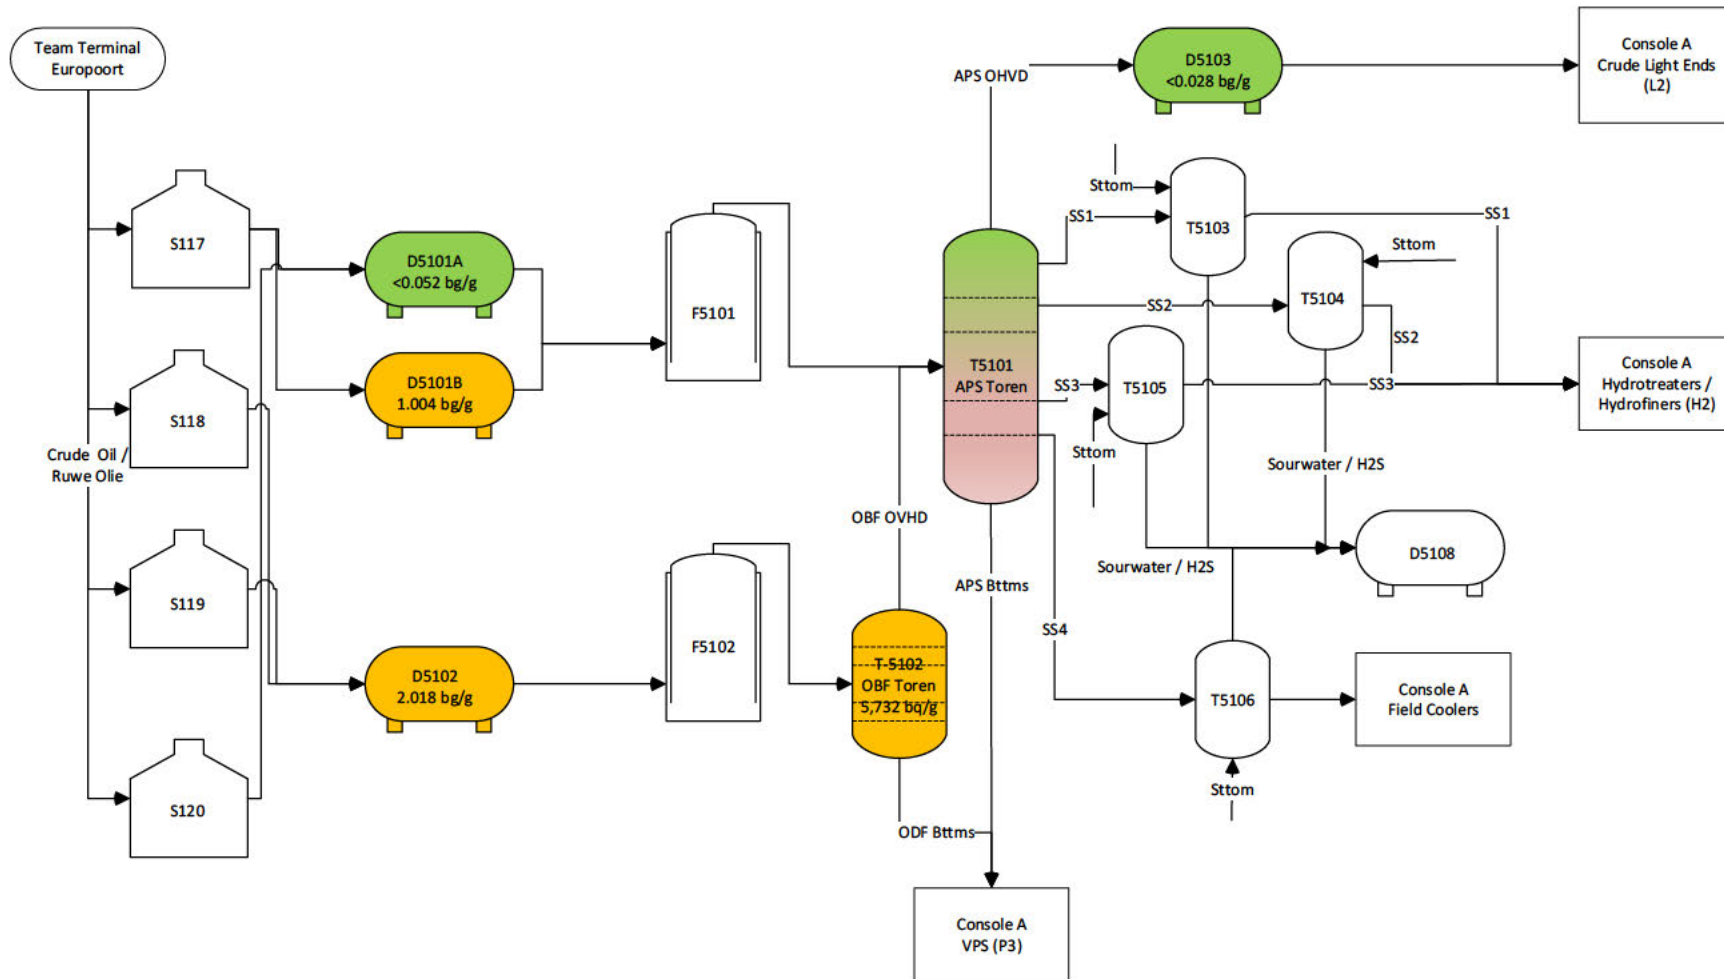 Team Terminal
Europoort
D5103
<0.028 bg/g
Console A
Crude Light Ends
(L2)
APS OHVD
Sttom
SS1
T5103
SS1
Sttom
S117
D5101A
<0.052 bg/g
F5101
SS2
T5104
SS2
D5101B
1.004 bg/g
T5101
APS Toren
SS3
T5105
SS3
Console A
Hydrotreaters /
Hydrofiners (H2)
S118
Crude Oil /
Ruwe Olie
Sttom
Sourwater / H2S
OBF OVHD
S119
APS Bttms
Sourwater / H2S
D5108
SS4
F5102
D5102
2.018 bg/g
T-5102
OBF Toren
5,732 bq/g
T5106
Console A
Field Coolers
Sttom
S120
ODF Bttms
Console A
VPS (P3)